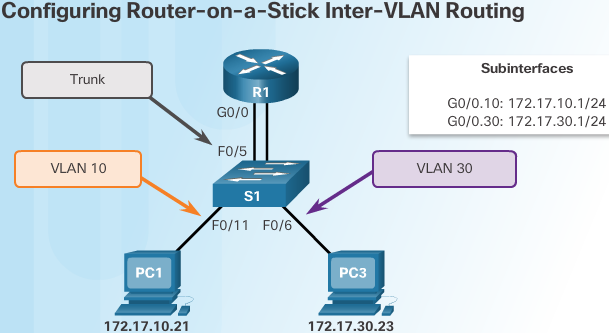 Configuring Router-on-a-Stick Inter-VLAN Routing
Trunk
R1
G0/0
Subinterfaces
G0/0.10: 172.17.10.1/24
G0/0.30: 172.17.30.1/24
F0/5
VLAN 10
VLAN 30
S1
F0/11 F0/6
PC1
PC3
172.17.10.21
172.17.30.23